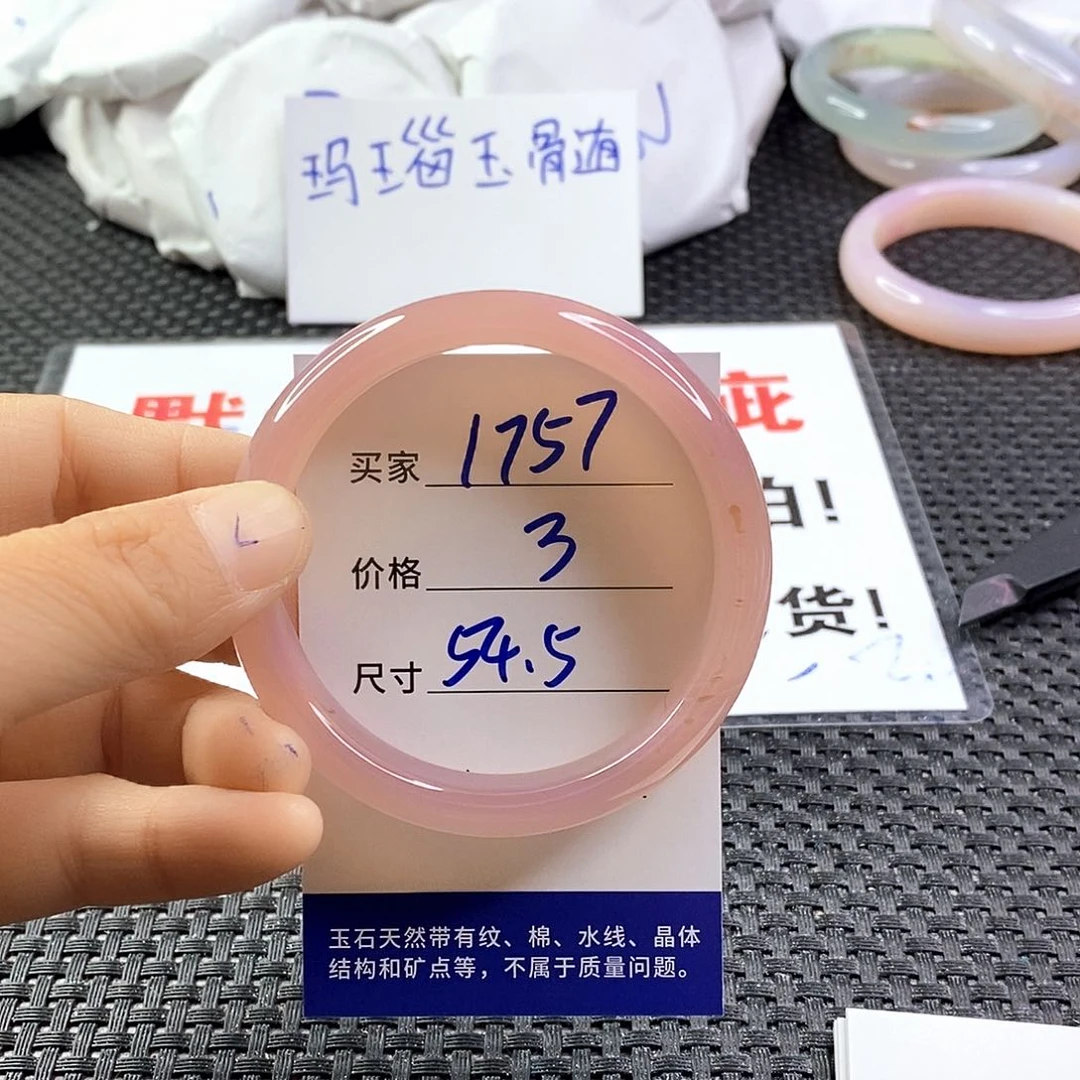 玛瑙玉骨髓
疵
买家 1757
价格 3
尺寸 54.5
白!
货!
玉石天然带有纹、棉、水线、晶体
结构和矿点等，不属于质量问题。